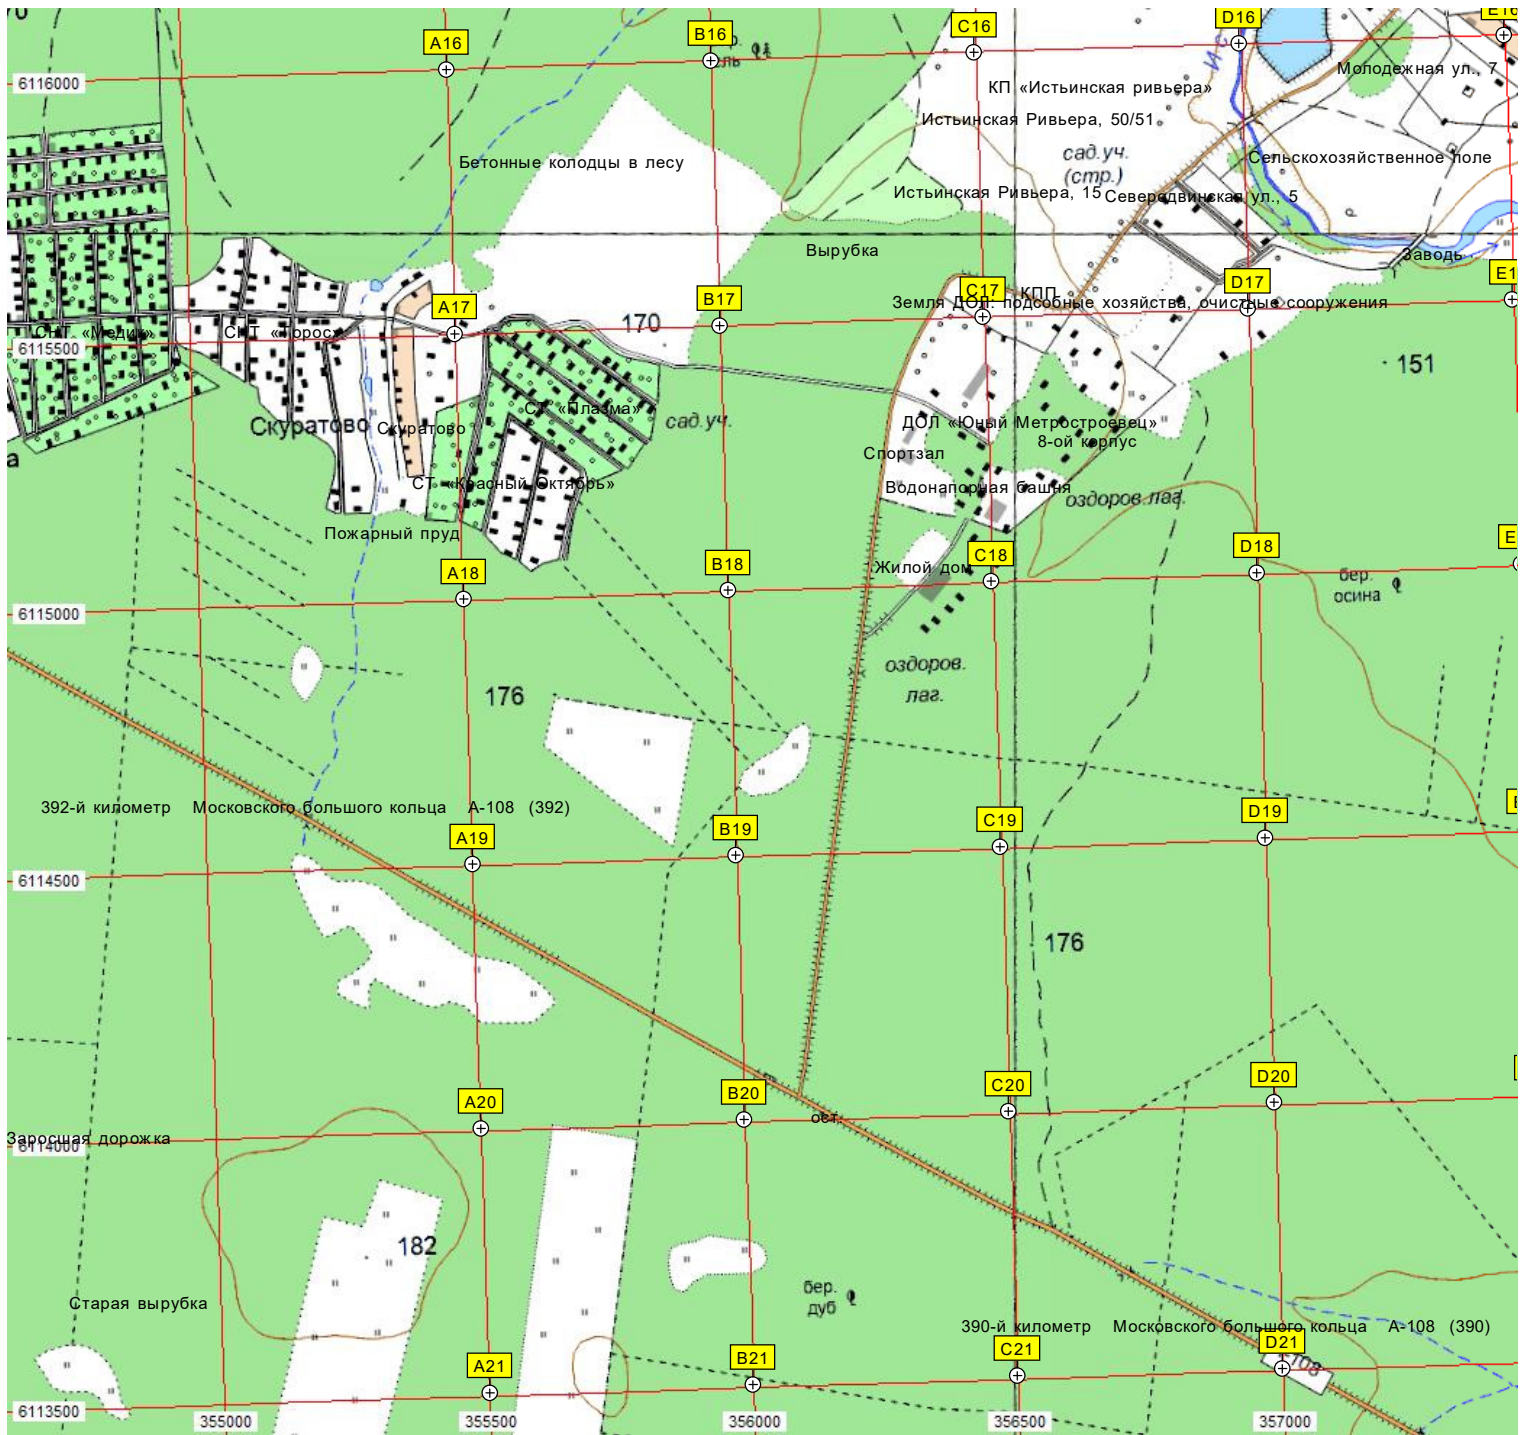 A16
B16
C16
D16
E16
6116000
КП «Истьинская ривьера»
Молодежная ул., 7
Истьинская Ривьера, 50/51
Бетонные колодцы в лесу
сад.уч.
(стр.)
Сельскохозяйственное поле
Истьинская Ривьера, 15
Северодвинская ул., 5
Вырубка
Заводь
A17
B17
C17
КПП
D17
Земля ДОЛ: подсобные хозяйства, очистные сооружения
170
СНТ «Медик»
6115500
151
Скуратово
Скуратово
СТ «Плазма»
сад.уч.
ДОЛ «Юный Метростроевец»
8-ой корпус
Спортзал
СТ «Красный Октябрь»
Водонапорная башня
оздоров.лаг.
Пожарный пруд
A18
B18
C18
D18
Жилой дом
бер.
осина
6115000
оздоров.
лаг.
176
392-й километр Московского большого кольца А-108 (392)
A19
B19
C19
D19
6114500
176
A20
B20
C20
D20
ост.
Заросшая дорожка
6114000
182
бер.
дуб
Старая вырубка
390-й километр Московского большого кольца А-108 (390)
A21
B21
C21
D21
6113500
355000
355500
356000
356500
357000